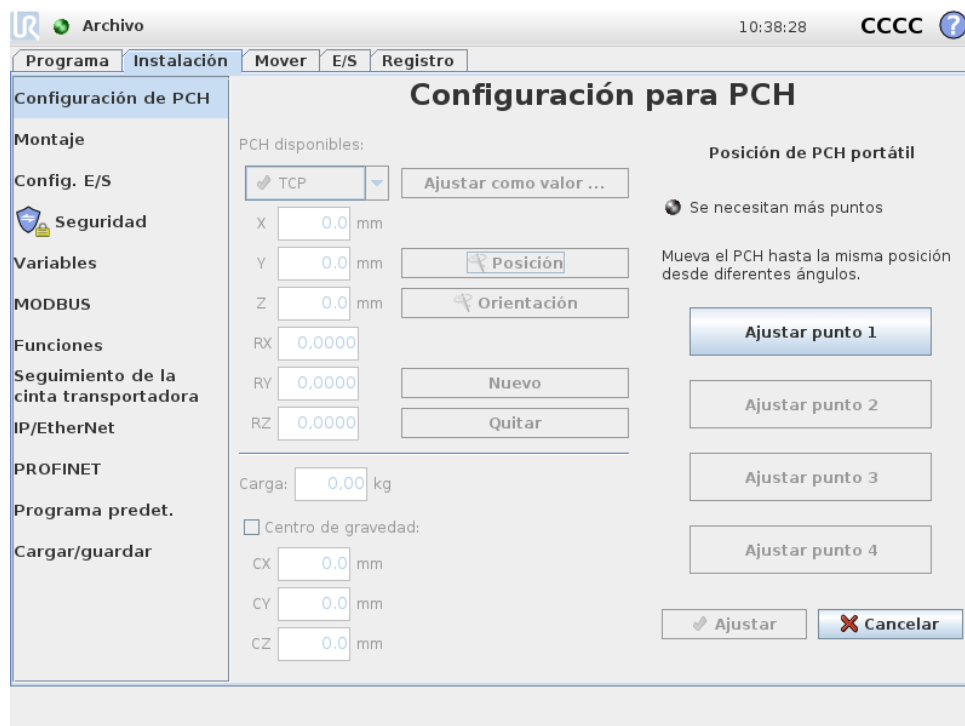 UR Archivo 10:38:28 CCCC ?
Programa Instalación Mover E/S Registro
Configuración de PCH
Montaje
Config. E/S
Seguridad
Variables
MODBUS
Funciones
Seguimiento de la
cinta transportadora
IP/EtherNet
PROFINET
Programa predet.
Cargar/guardar
Configuración para PCH
PCH disponibles:
TCP Ajustar como valor ...
X 0.0 mm
Y 0.0 mm Posición
Z 0.0 mm Orientación
RX 0,0000
RY 0,0000 Nuevo
RZ 0,0000 Quitar
Carga: 0,00 kg
Centro de gravedad:
CX 0.0 mm
CY 0.0 mm
CZ 0.0 mm
Posición de PCH portátil
Se necesitan más puntos
Mueva el PCH hasta la misma posición
desde diferentes ángulos.
Ajustar punto 1
Ajustar punto 2
Ajustar punto 3
Ajustar punto 4
Ajustar Cancelar